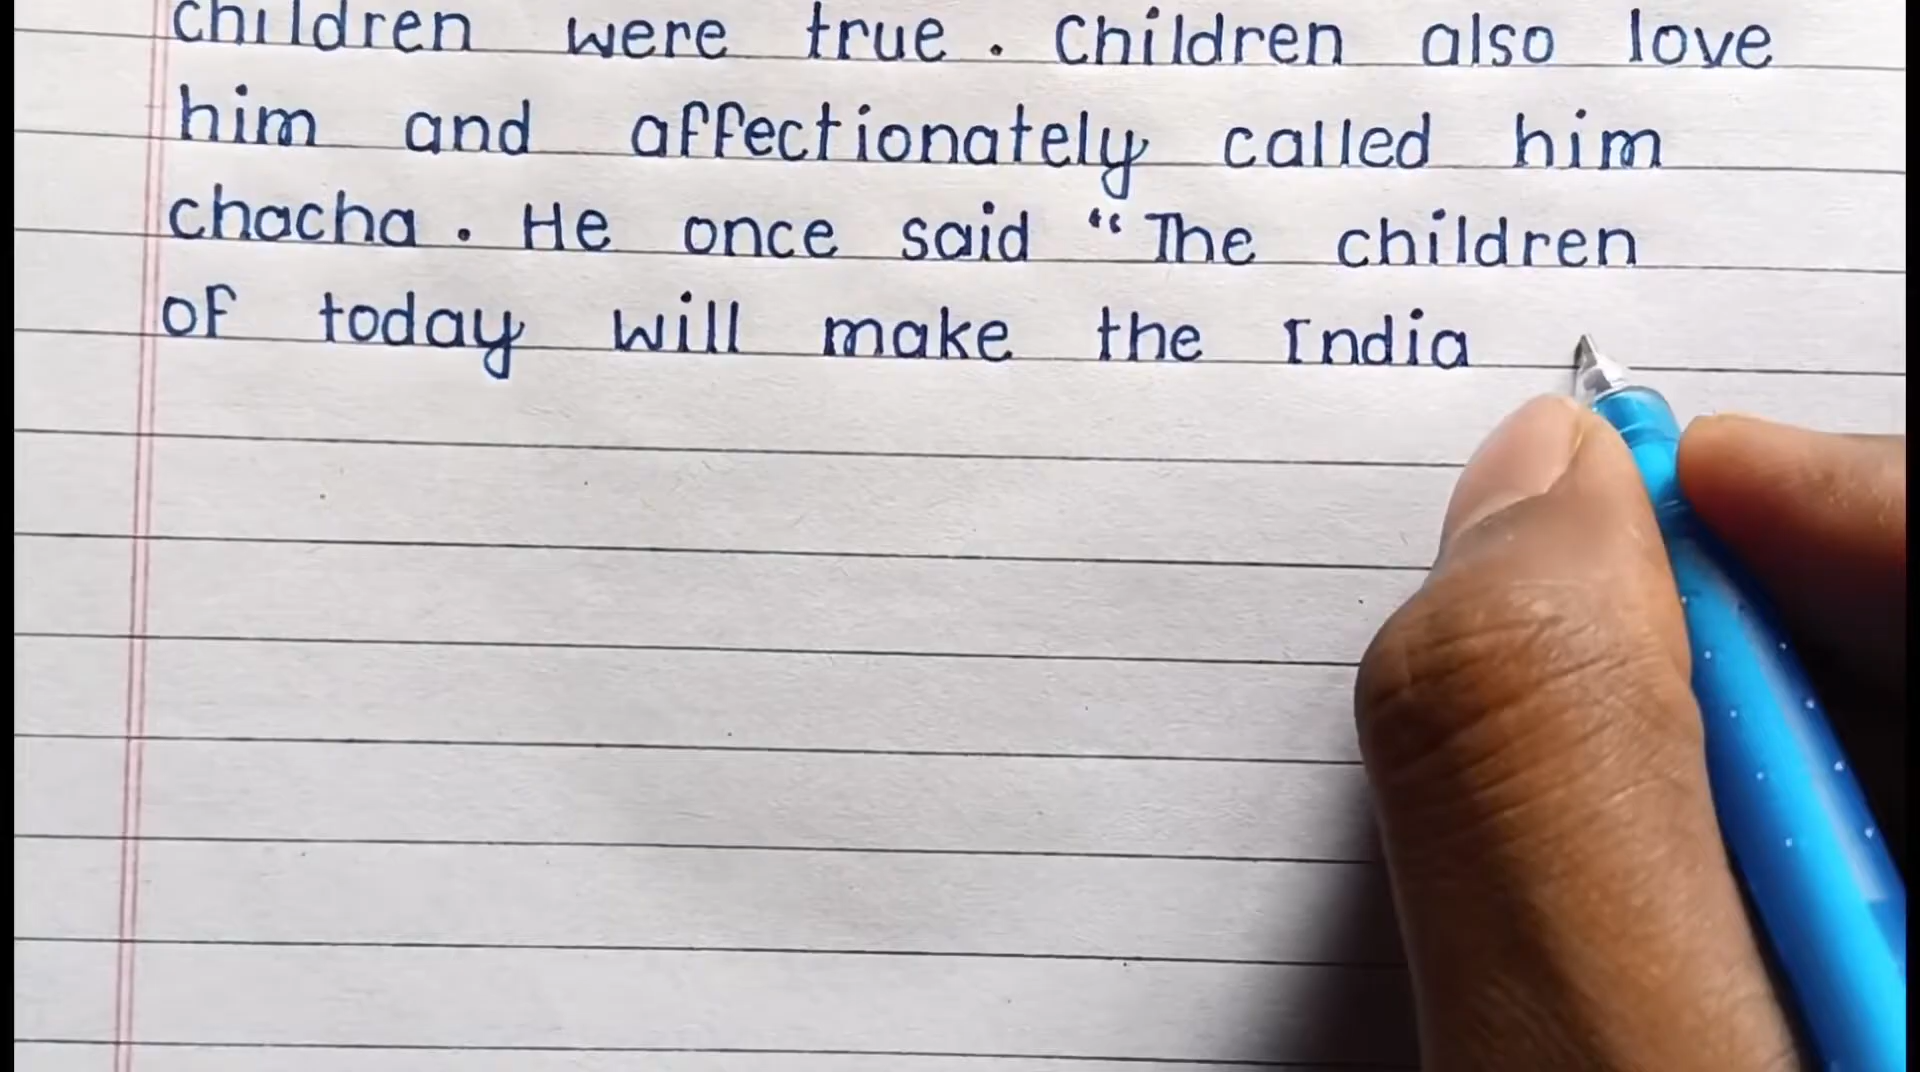 children were true. Children also love
him and affectionately called him
chacha. He once said "The children
of today will make the India